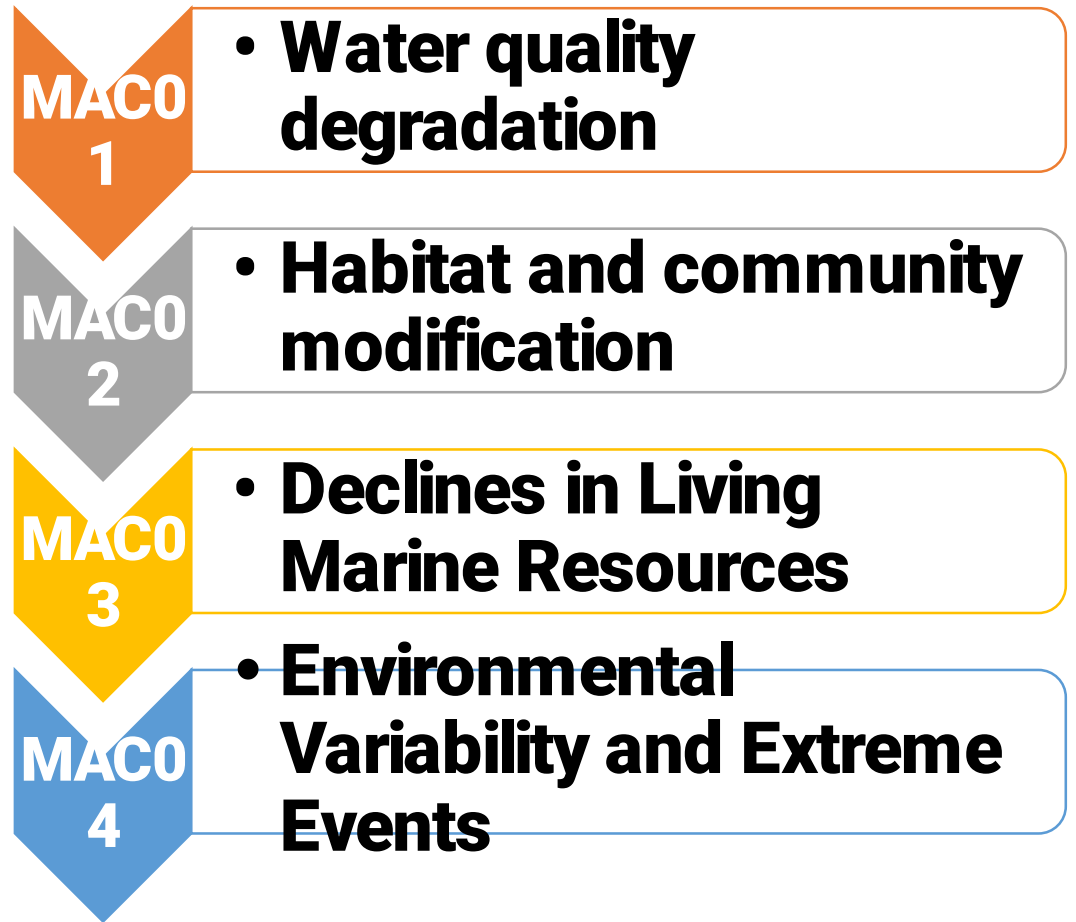 MAC0
1
• Water quality
degradation
MAC0
2
• Habitat and community
modification
MAC0
3
• Declines in Living
Marine Resources
MAC0
4
• Environmental
Variability and Extreme
Events